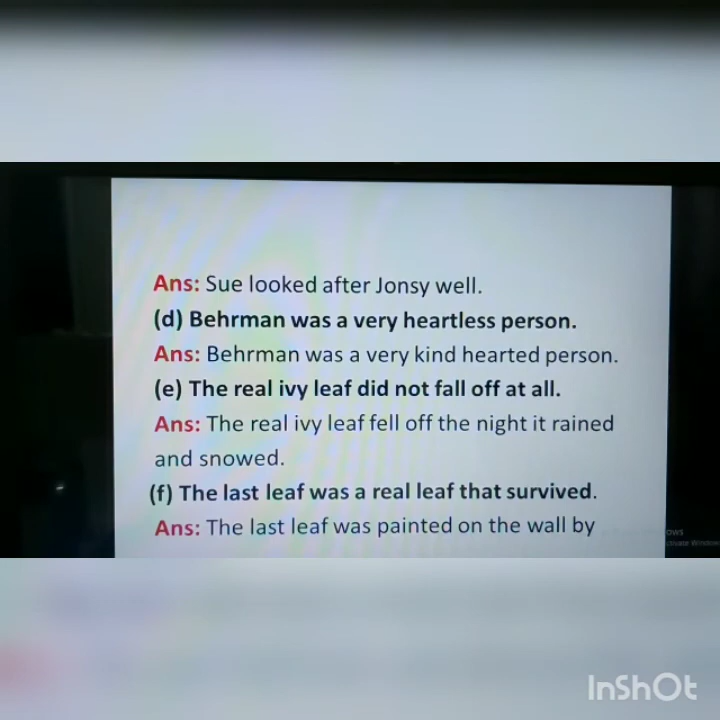 Ans: Sue looked after Jonsy well.
(d) Behrman was a very heartless person.
Ans: Behrman was a very kind hearted person.
(e) The real ivy leaf did not fall off at all.
Ans: The real ivy leaf fell off the night it rained
and snowed.
(f) The last leaf was a real leaf that survived.
Ans: The last leaf was painted on the wall by
InShOt